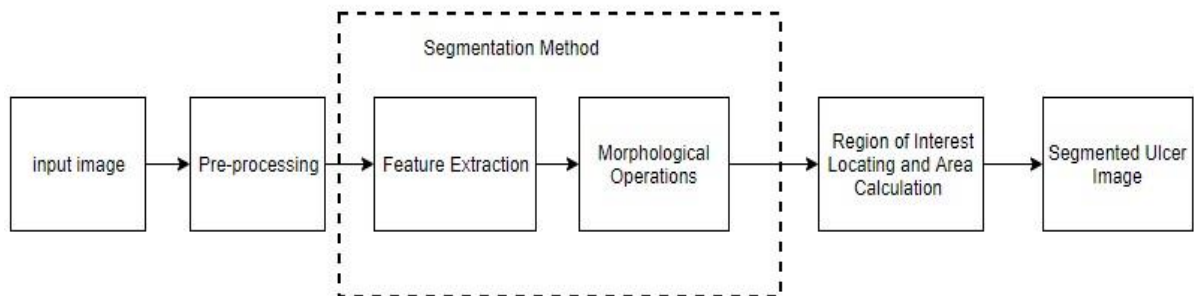 Segmentation Method
input image
Pre-processing
Feature Extraction
Morphological
Operations
Region of Interest
Locating and Area
Calculation
Segmented Ulcer
Image